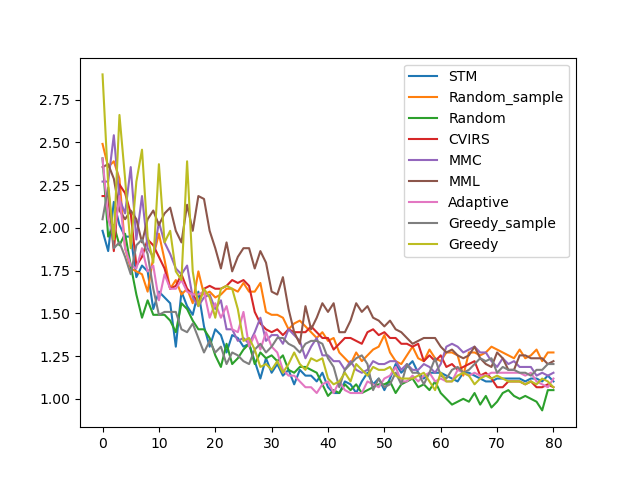 2.75
2.50
2.25
2.00
1.75
1.50
1.25
1.00
0 10 20 30 40 50 60 70 80
STM
Random_sample
Random
CVIRS
MMC
MML
Adaptive
Greedy_sample
Greedy